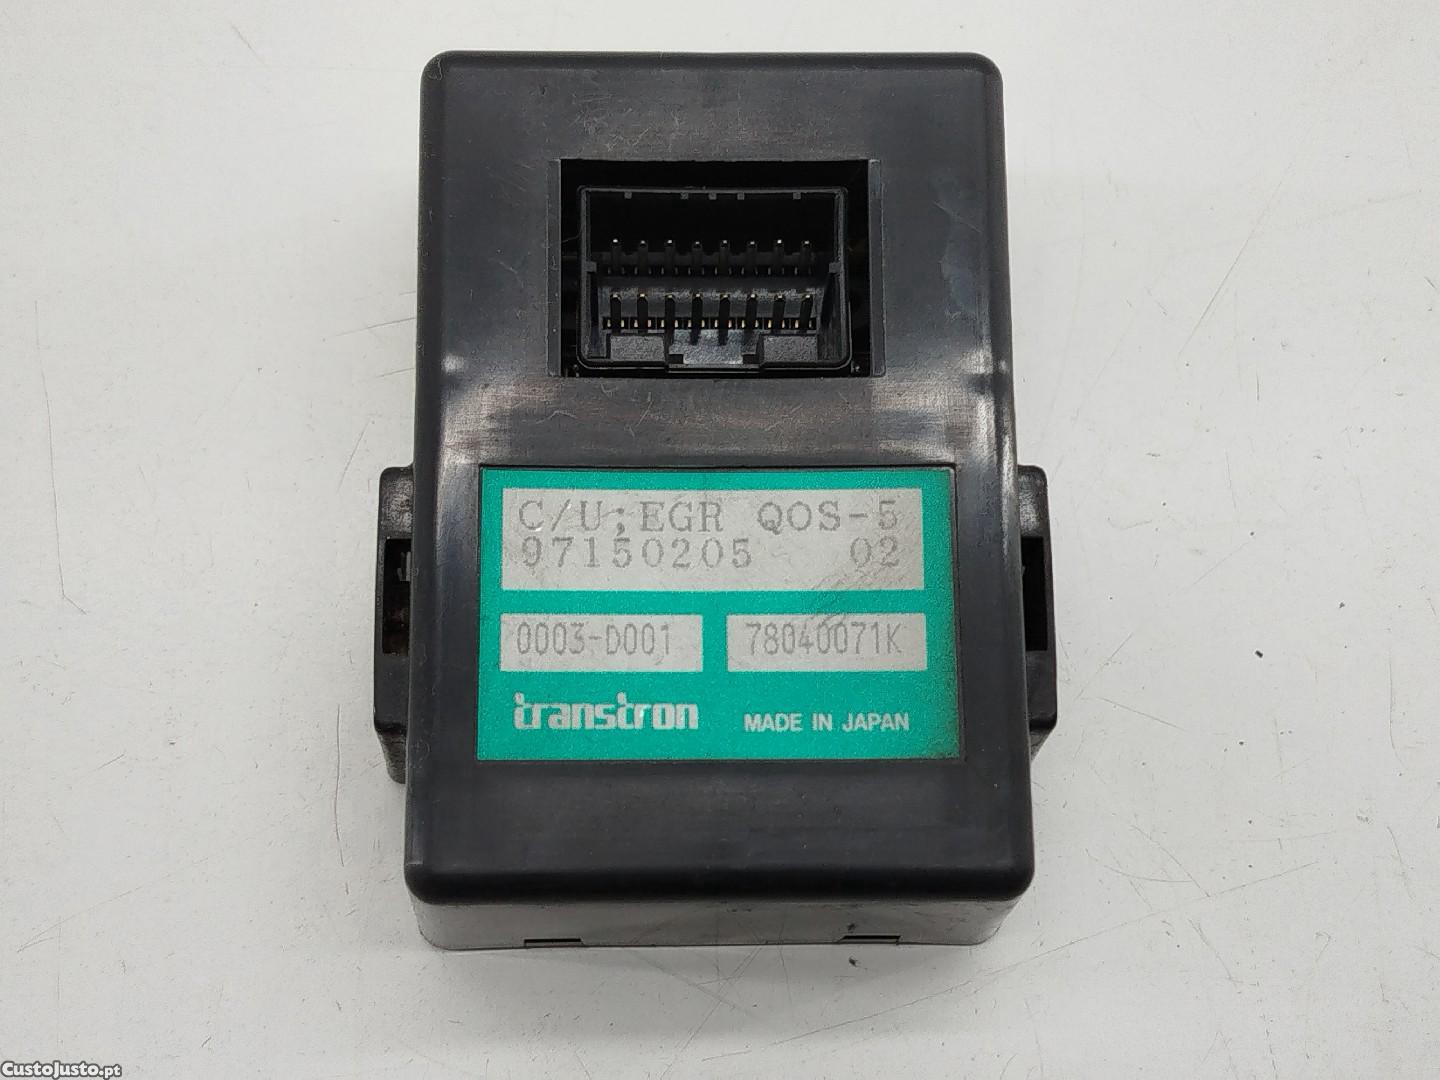 C/U;EGR QOS-5
97150205 02
0003-D001 78040071K
transtron MADE IN JAPAN
CustoJusto.pt